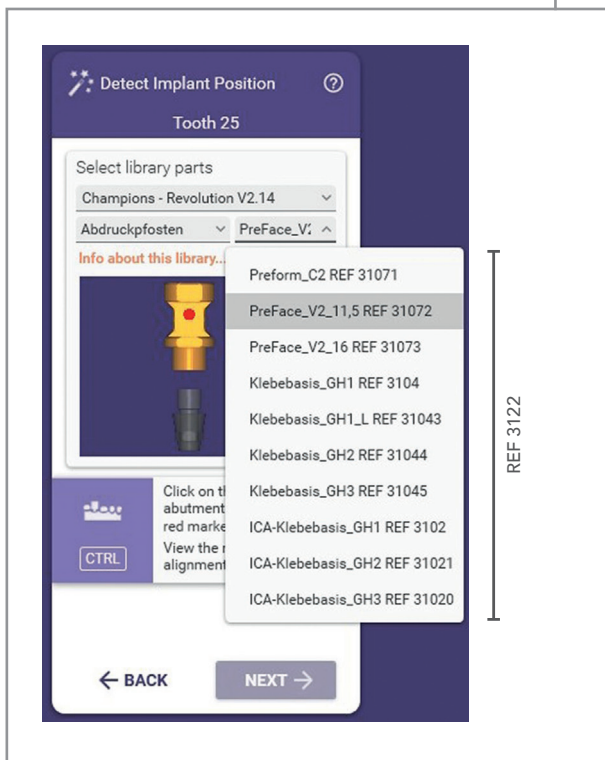 Detect Implant Position
Tooth 25
Select library parts
Champions - Revolution V2.14
Abdruckpfosten
PreFace_V2
Info about this library...
Preform_C2 REF 31071
PreFace_V2_11,5 REF 31072
PreFace_V2_16 REF 31073
Klebebasis_GH1 REF 3104
Klebebasis_GH1_L REF 31043
Klebebasis_GH2 REF 31044
Klebebasis_GH3 REF 31045
ICA-Klebebasis_GH1 REF 3102
ICA-Klebebasis_GH2 REF 31021
ICA-Klebebasis_GH3 REF 31020
REF 3122
Click on
abutment
red
CTRL
View the
alignment
BACK
NEXT